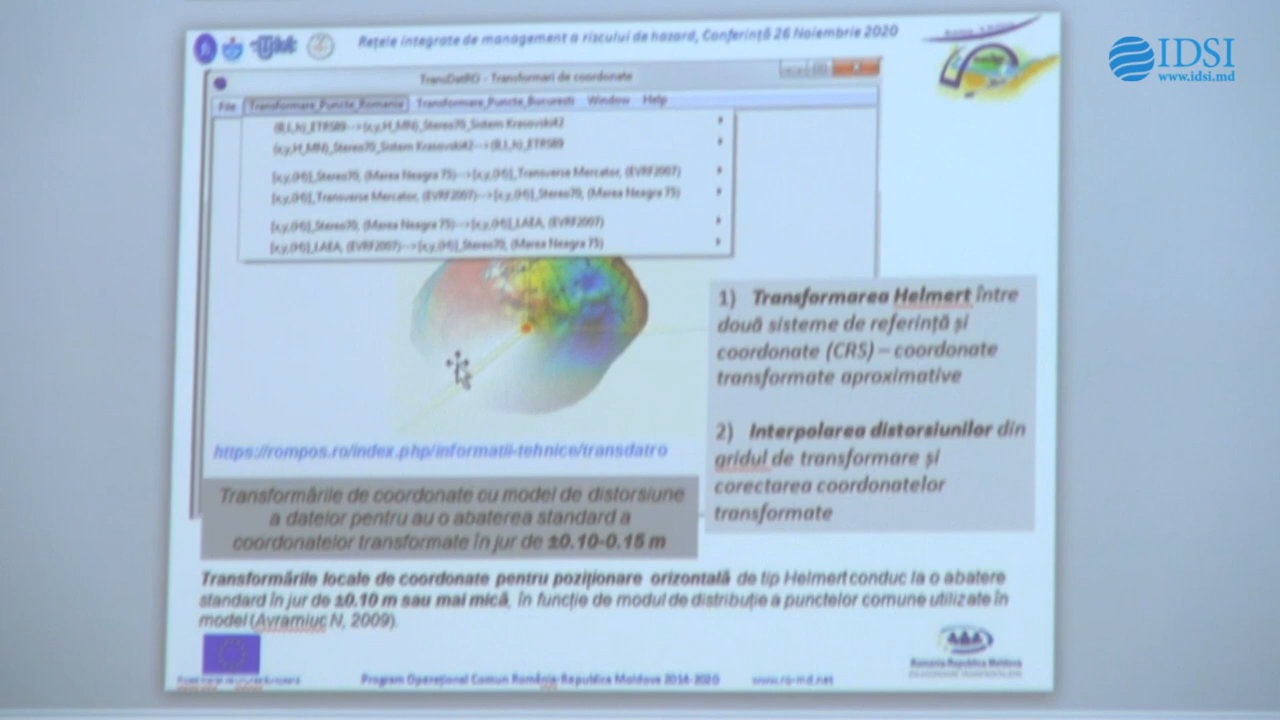 Rețele integrate de management a riscului de hazard, Conferință 26 Noiembrie 2020
IDSI
www.idsi.md
TransDatRO - Transformari de coordonate
File Transformare_Puncte_Romania Transformare_Puncte_Bucuresti Window Help
(B,L,h)_ETRS89-->(x,y,H_MN)_Stereo70_Sistem Krasovski42
(x,y,H_MN)_Stereo70_Sistem Krasovski42-->(B,L,h)_ETRS89
[x,y,(H)]_Stereo70, (Marea Neagra 75)-->[x,y,(H)]_Transverse Mercator, (EVRF2007)
[x,y,(H)]_Transverse Mercator, (EVRF2007)-->[x,y,(H)]_Stereo70, (Marea Neagra 75)
[x,y,(H)]_Stereo70, (Marea Neagra 75)-->[x,y,(H)]_LAEA, (EVRF2007)
[x,y,(H)]_LAEA, (EVRF2007)-->[x,y,(H)]_Stereo70, (Marea Neagra 75)
1) Transformarea Helmert între
două sisteme de referință și
coordonate (CRS) – coordonate
transformate aproximative
2) Interpolarea distorsiunilor din
gridul de transformare și
corectarea coordonatelor
transformate
https://rompos.ro/index.php/informatii-tehnice/transdatro
Transformările de coordonate cu model de distorsiune
a datelor pentru au o abaterea standard a
coordonatelor transformate în jur de ±0.10-0.15 m
Transformările locale de coordonate pentru poziționare orizontală de tip Helmert conduc la o abatere
standard în jur de ±0.10 m sau mai mică, în funcție de modul de distribuție a punctelor comune utilizate în
model (Avramiuc N, 2009).
Romania-Republica Moldova
Program Operațional Comun România-Republica Moldova 2014-2020 www.ro-md.net